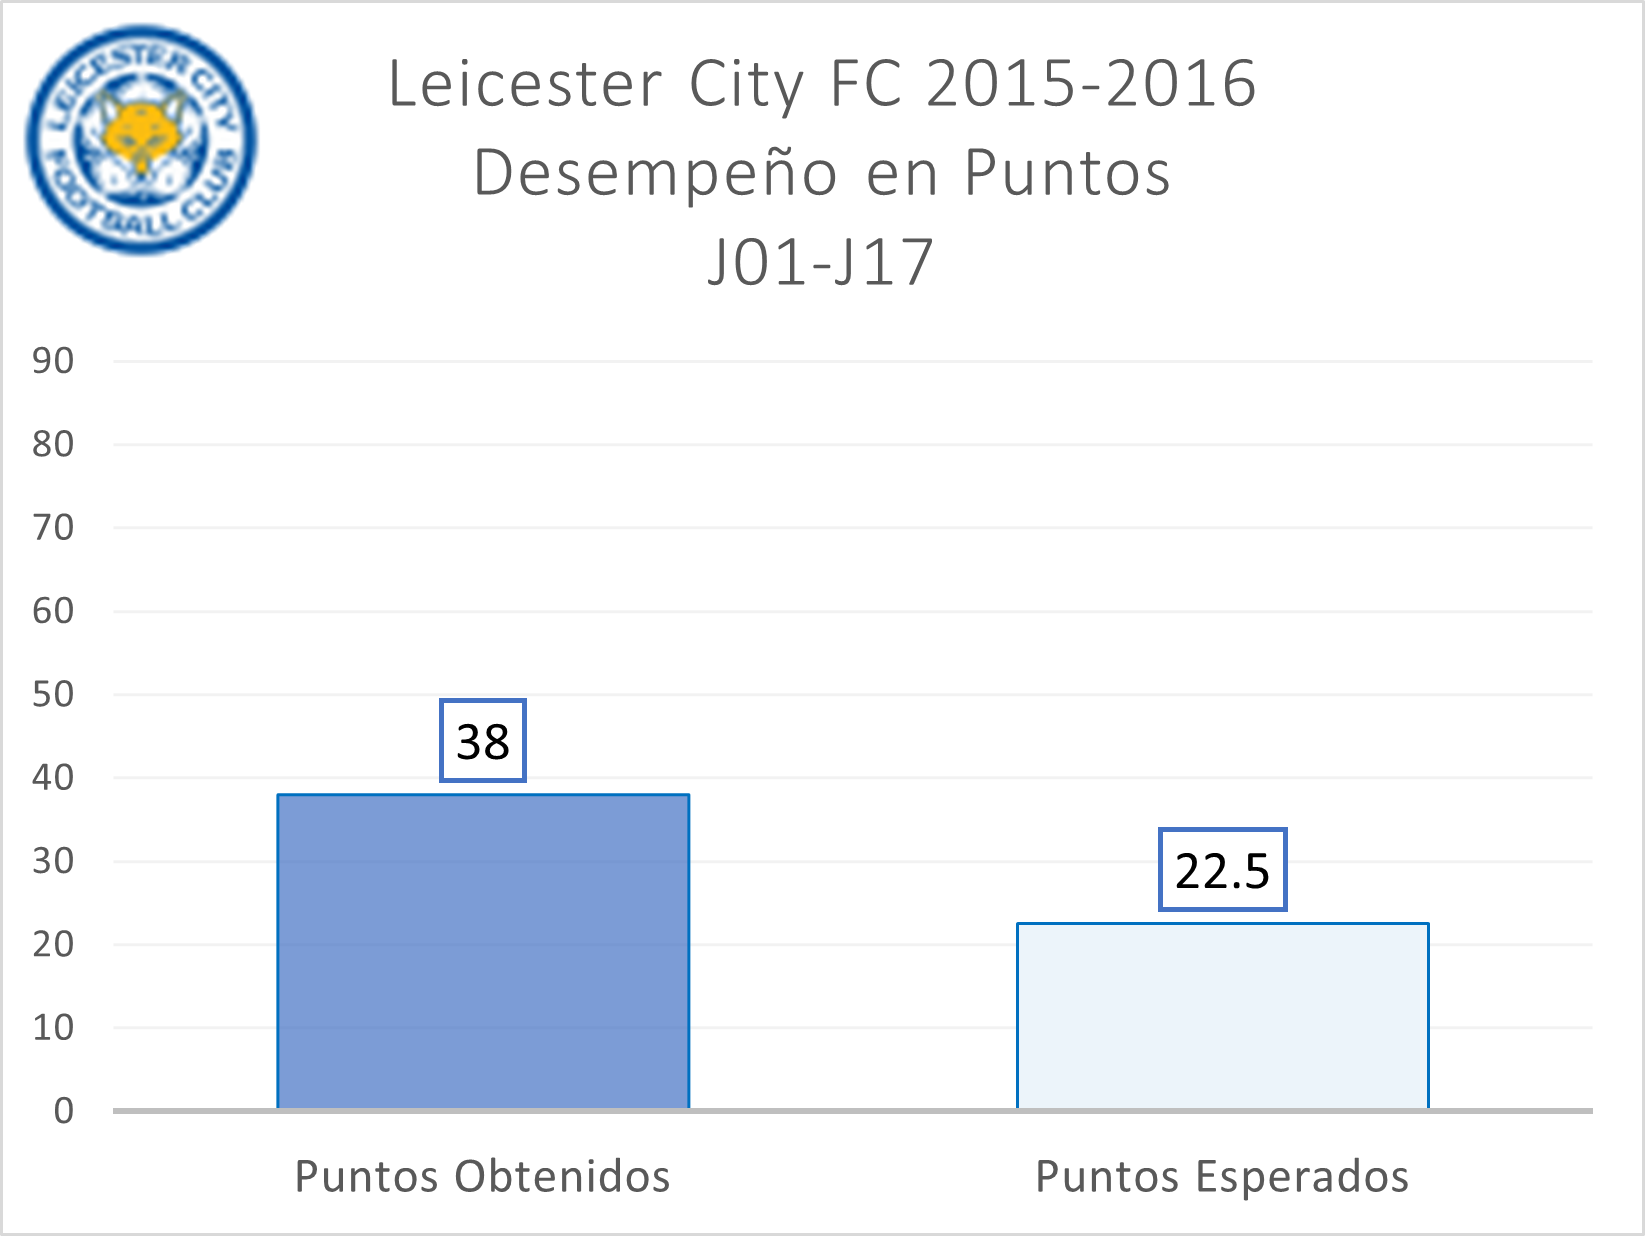 LEICESTER CITY
FOOTBALL CLUB
Leicester City FC 2015-2016
Desempeño en Puntos
J01-J17
90
80
70
60
50
40
30
20
10
0
38
22.5
Puntos Obtenidos
Puntos Esperados